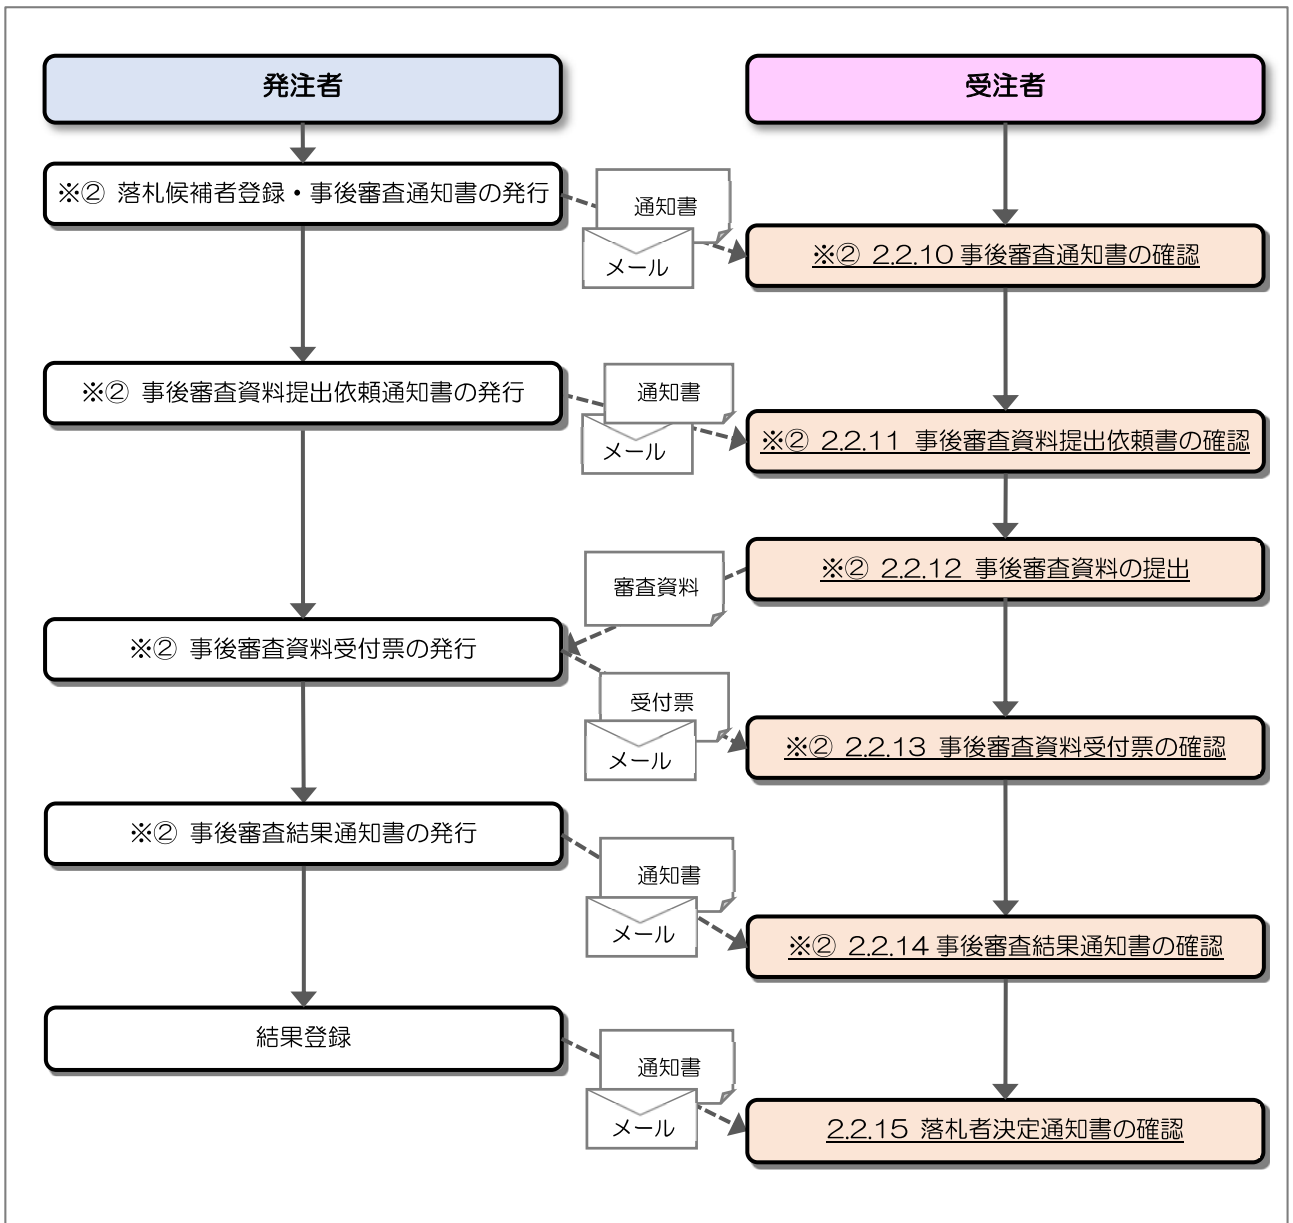 発注者
受注者
※② 落札候補者登録・事後審査通知書の発行
通知書
メール
※② 2.2.10 事後審査通知書の確認
※② 事後審査資料提出依頼通知書の発行
通知書
メール
※② 2.2.11 事後審査資料提出依頼書の確認
※② 2.2.12 事後審査資料の提出
審査資料
※② 事後審査資料受付票の発行
受付票
メール
※② 2.2.13 事後審査資料受付票の確認
※② 事後審査結果通知書の発行
通知書
メール
※② 2.2.14 事後審査結果通知書の確認
結果登録
通知書
メール
2.2.15 落札者決定通知書の確認